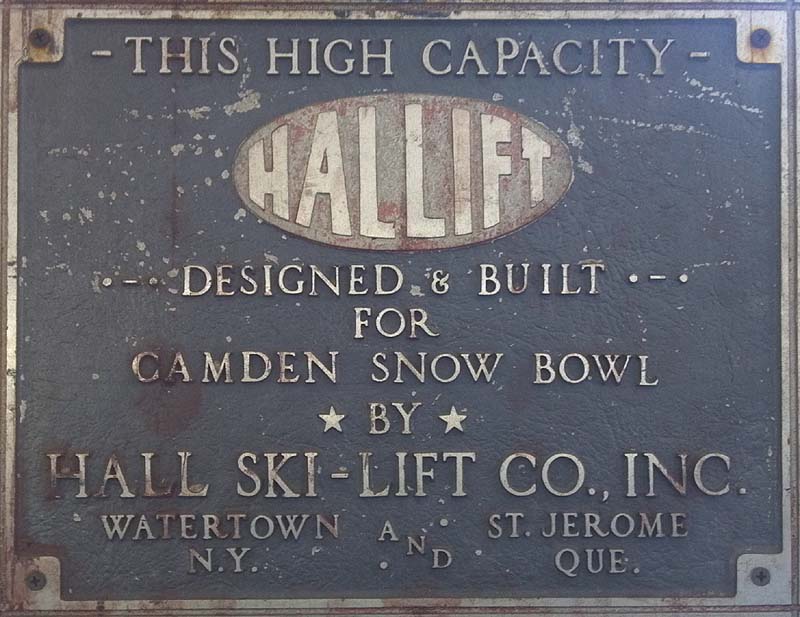 -THIS HIGH CAPACITY-
HALLIFT
·-·DESIGNED & BUILT·-·
FOR
CAMDEN SNOW BOWL
★ BY ★
HALL SKI-LIFT CO., INC.
WATERTOWN AND ST. JEROME
N.Y. QUE.